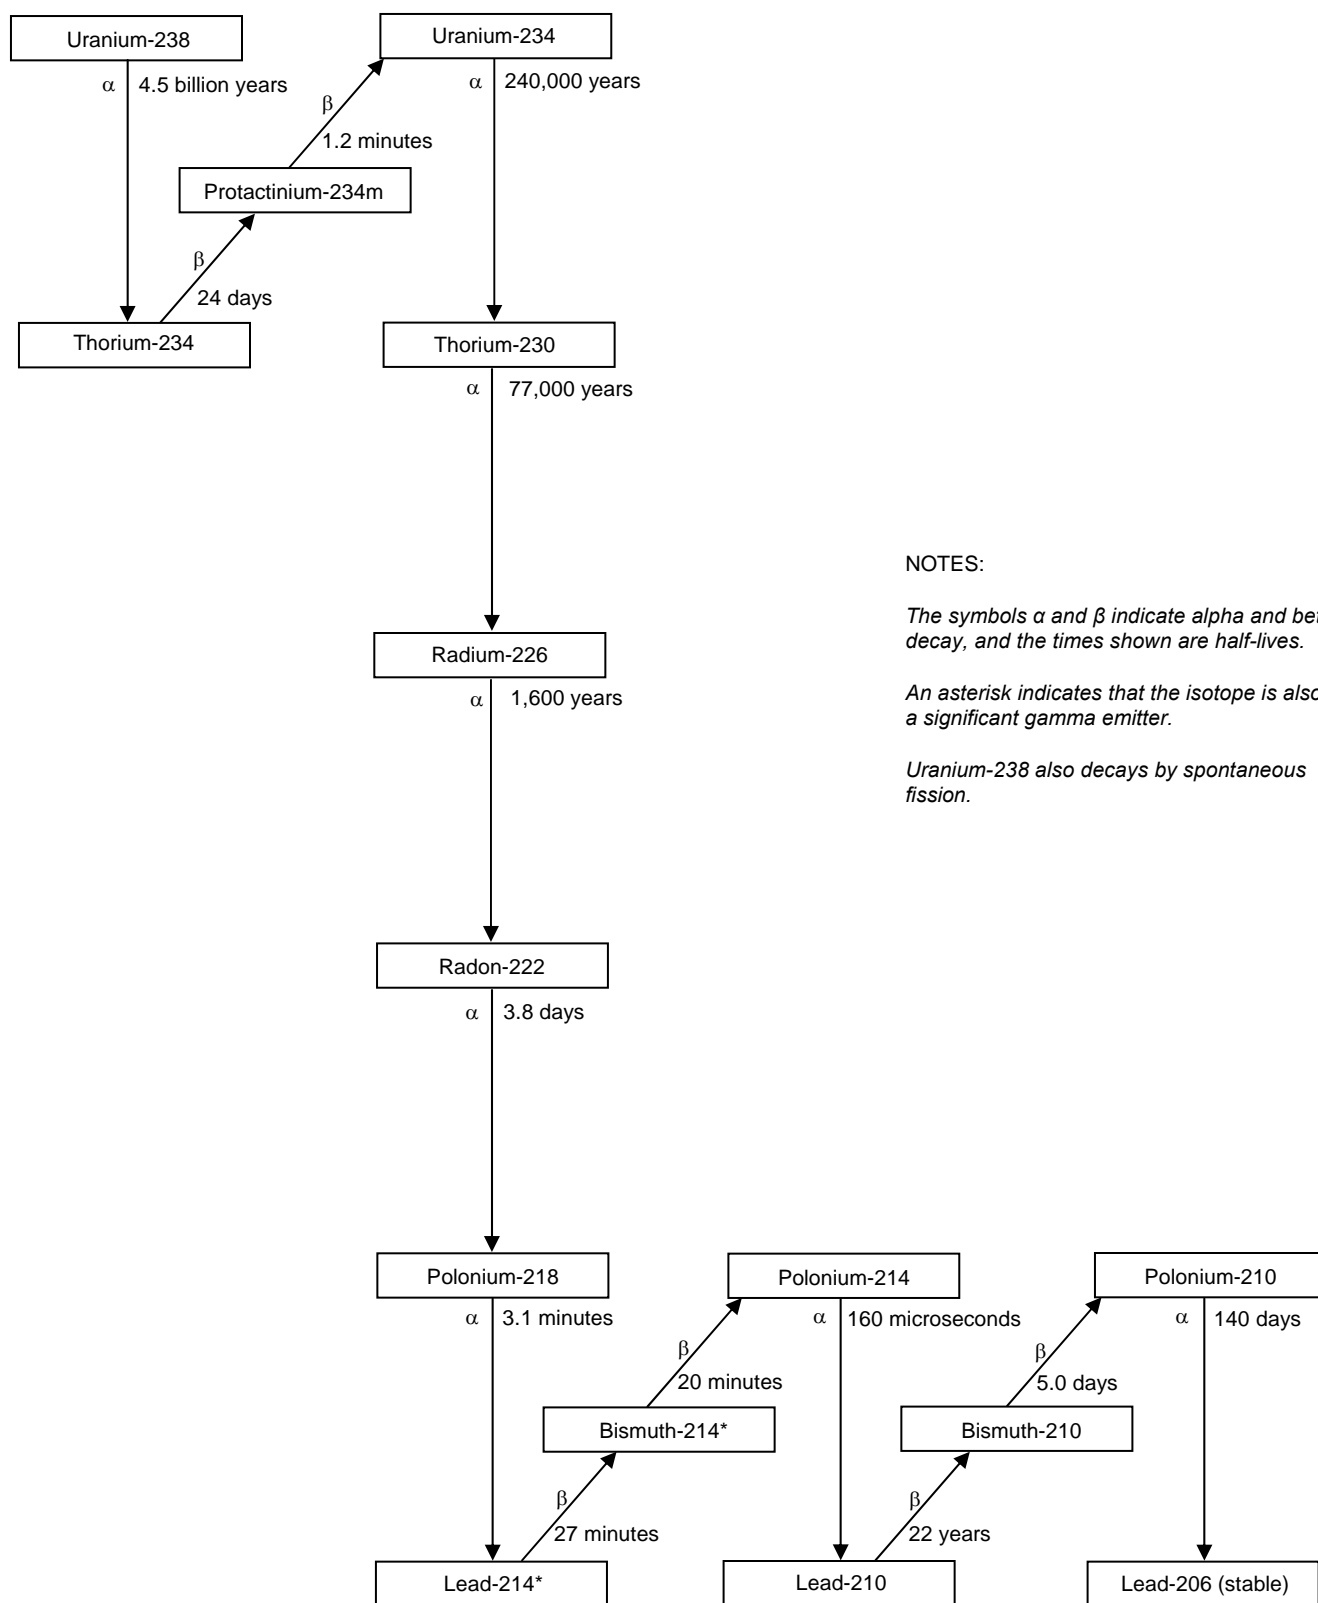 Uranium-238
Uranium-234
α 4.5 billion years
α 240,000 years
β
1.2 minutes
Protactinium-234m
β
24 days
Thorium-234
Thorium-230
α 77,000 years
NOTES:
The symbols α and β indicate alpha and
decay, and the times shown are half-lives.
Radium-226
α 1,600 years
An asterisk indicates that the isotope is also
a significant gamma emitter.
Uranium-238 also decays by spontaneous
fission.
Radon-222
α 3.8 days
Polonium-218
Polonium-214
Polonium-210
α 3.1 minutes
α 160 microseconds
α 140 days
β
20 minutes
β
5.0 days
Bismuth-214*
Bismuth-210
β
27 minutes
β
22 years
Lead-214*
Lead-210
Lead-206 (stable)